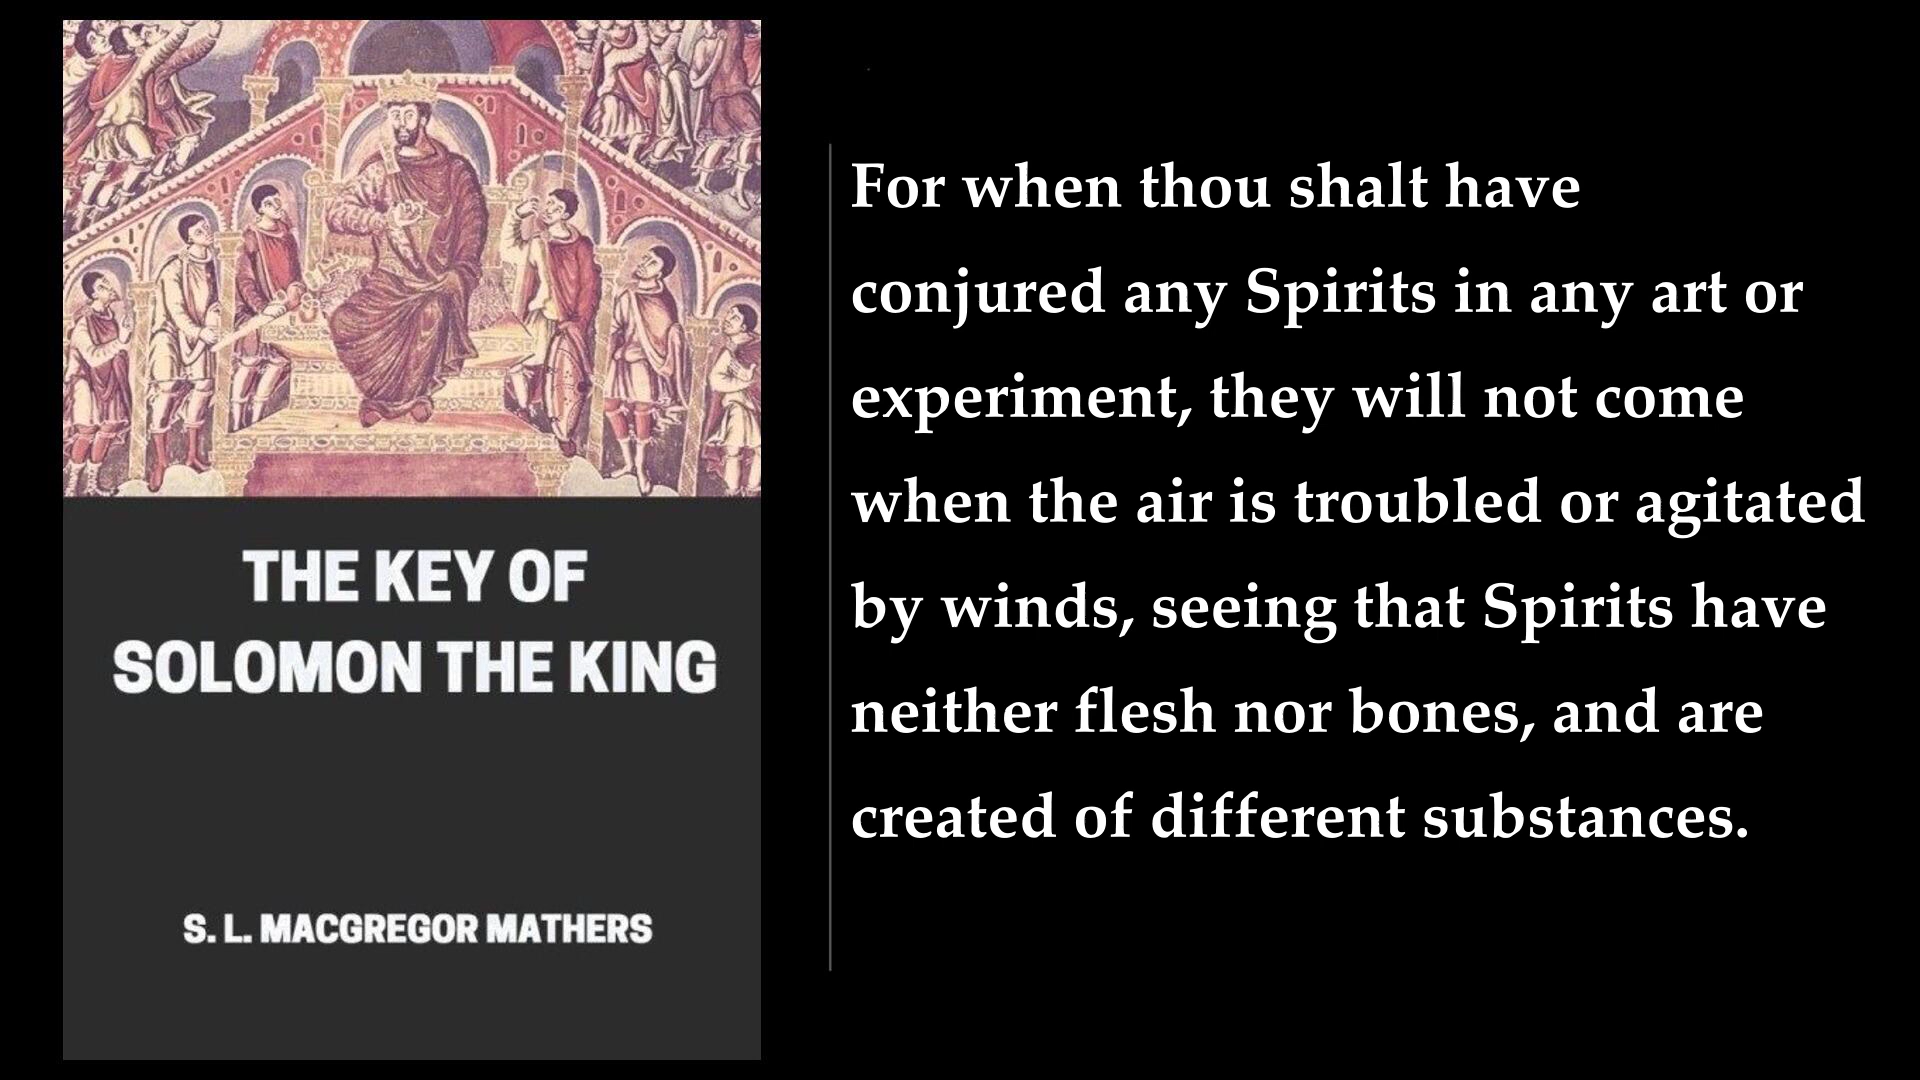 THE KEY OF
SOLOMON THE KING
S. L. MACGREGOR MATHERS
For when thou shalt have
conjured any Spirits in any art or
experiment, they will not come
when the air is troubled or agitated
by winds, seeing that Spirits have
neither flesh nor bones, and are
created of different substances.